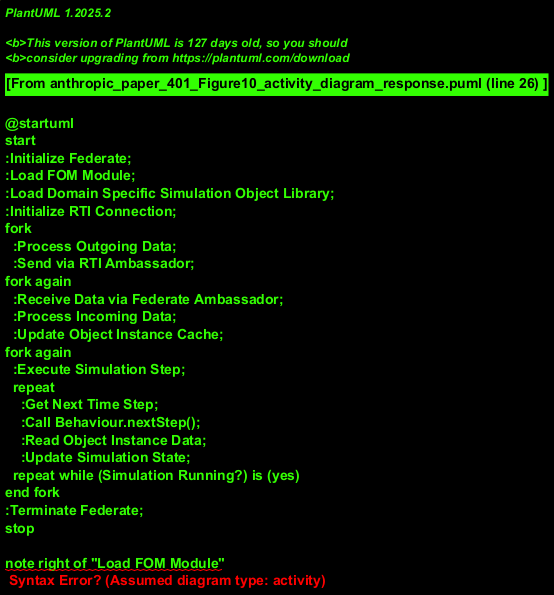 PlantUML 1.2025.2
<b>This version of PlantUML is 127 days old, so you should
<b>consider upgrading from https://plantuml.com/download
[From anthropic_paper_401_Figure10_activity_diagram_response.puml (line 26) ]
@startuml
start
:Initialize Federate;
:Load FOM Module;
:Load Domain Specific Simulation Object Library;
:Initialize RTI Connection;
fork
:Process Outgoing Data;
:Send via RTI Ambassador;
fork again
:Receive Data via Federate Ambassador;
:Process Incoming Data;
:Update Object Instance Cache;
fork again
:Execute Simulation Step;
repeat
:Get Next Time Step;
:Call Behaviour.nextStep();
:Read Object Instance Data;
:Update Simulation State;
repeat while (Simulation Running?) is (yes)
end fork
:Terminate Federate;
stop
note right of "Load FOM Module"
Syntax Error? (Assumed diagram type: activity)